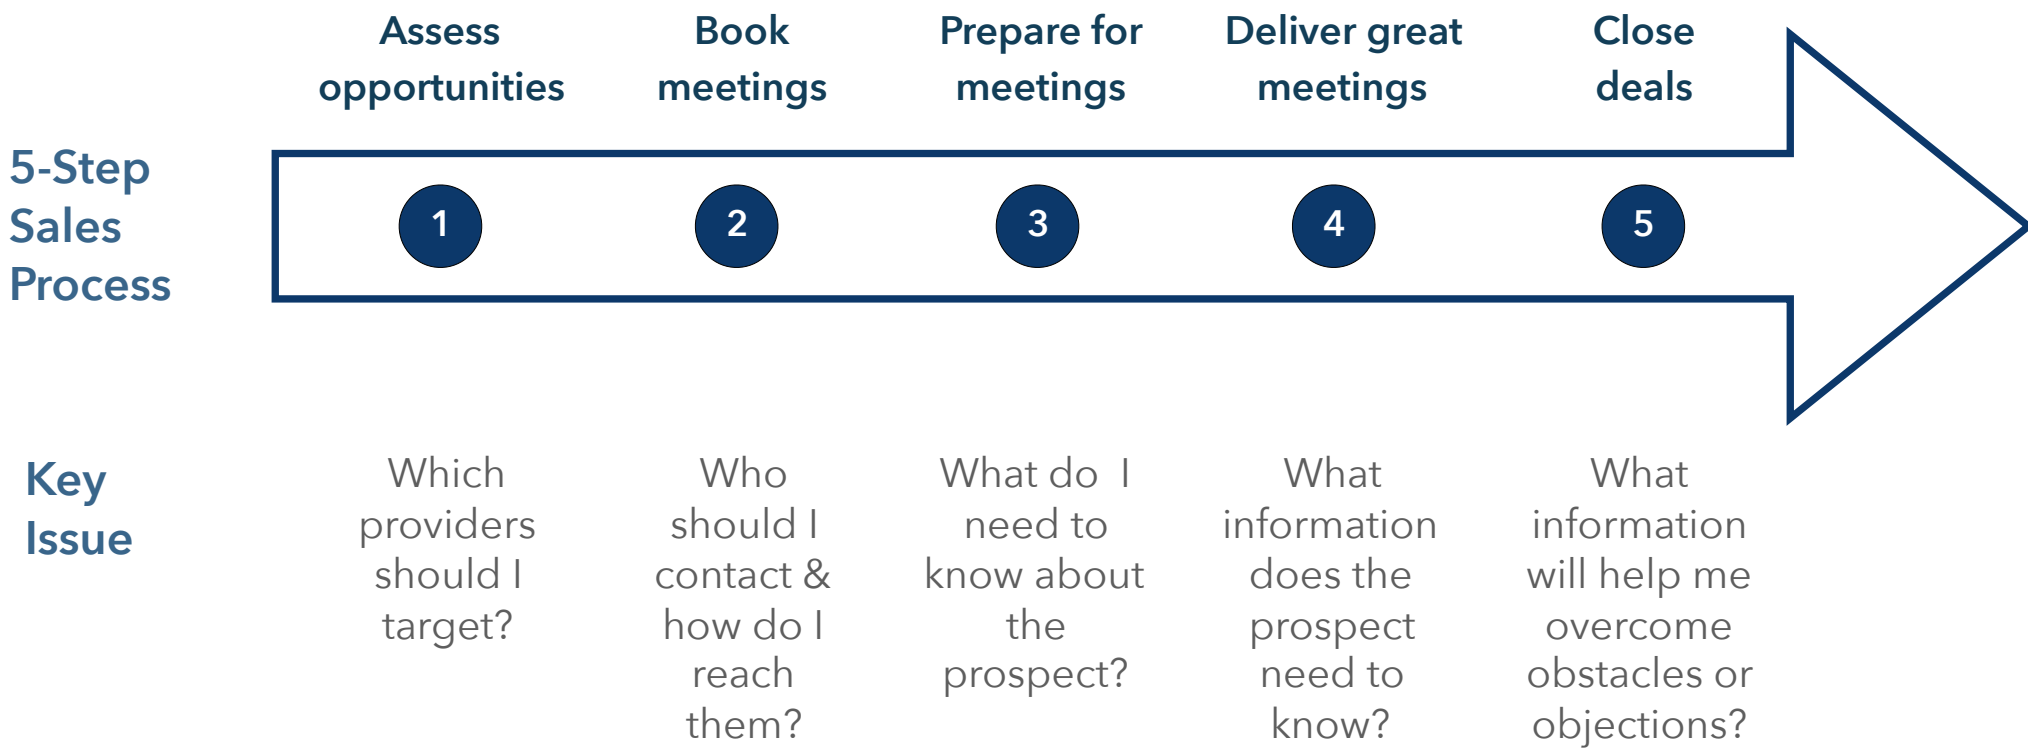 Assess
opportunities
Book
meetings
Prepare for
meetings
Deliver great
meetings
Close
deals
5-Step
Sales
Process
1
2
3
4
5
Key
Issue
Which
providers
should I
target?
Who
should I
contact &
how do I
reach
them?
What do I
need to
know about
the
prospect?
What
information
does the
prospect
need to
know?
What
information
will help me
overcome
obstacles or
objections?